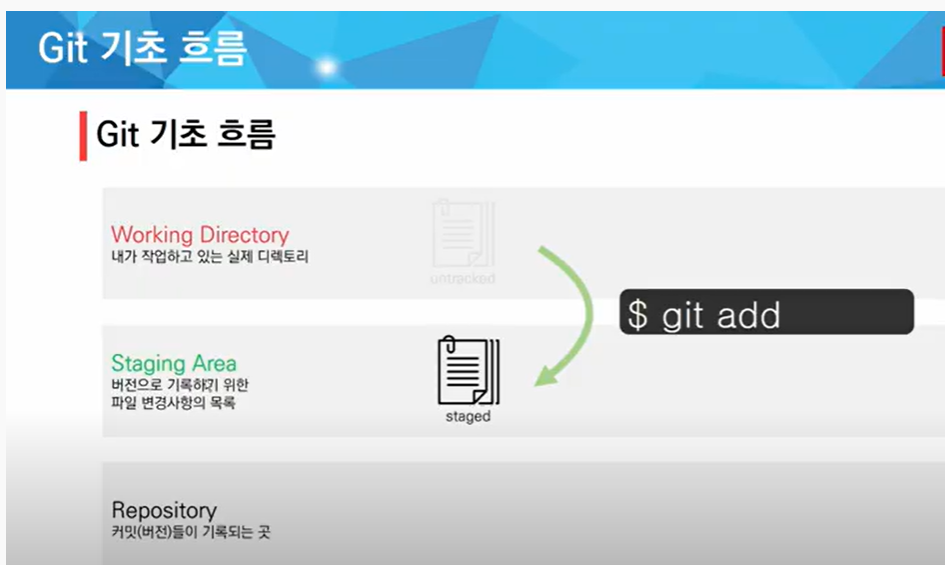 Git 기초 흐름
Git 기초 흐름
Working Directory
내가 작업하고 있는 실제 디렉토리
untracked
$ git add
Staging Area
버전으로 기록하기 위한
파일 변경사항의 목록
staged
Repository
커밋(버전)들이 기록되는 곳